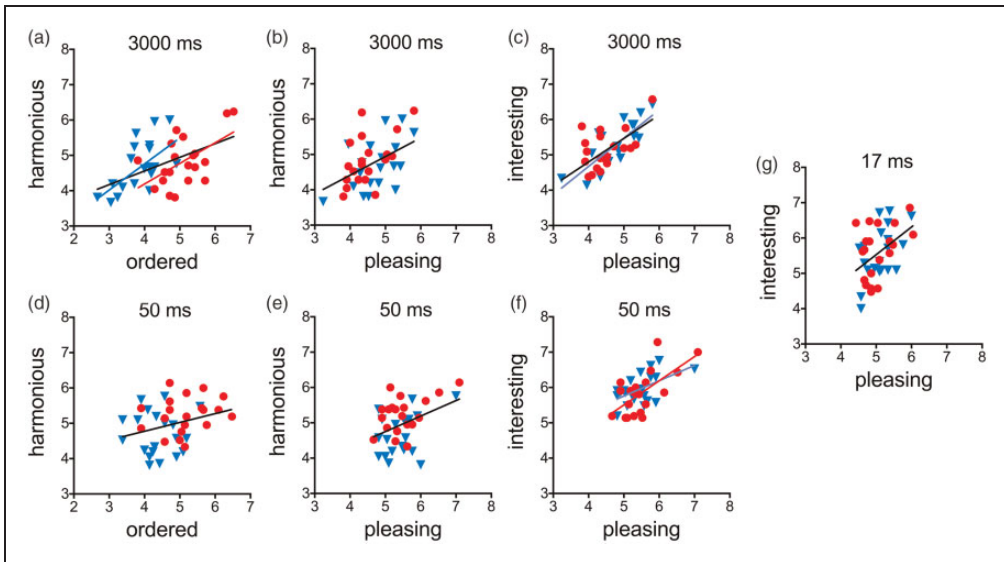 (a) 3000 ms
harmonious
8
7
6
5
4
3
2 3 4 5 6 7
ordered
(b) 3000 ms
harmonious
8
7
6
5
4
3
3 4 5 6 7 8
pleasing
(c) 3000 ms
interesting
8
7
6
5
4
3
3 4 5 6 7 8
pleasing
(d) 50 ms
harmonious
8
7
6
5
4
3
2 3 4 5 6 7
ordered
(e) 50 ms
harmonious
8
7
6
5
4
3
3 4 5 6 7 8
pleasing
(f) 50 ms
interesting
8
7
6
5
4
3
3 4 5 6 7 8
pleasing
(g) 17 ms
interesting
8
7
6
5
4
3
3 4 5 6 7 8
pleasing